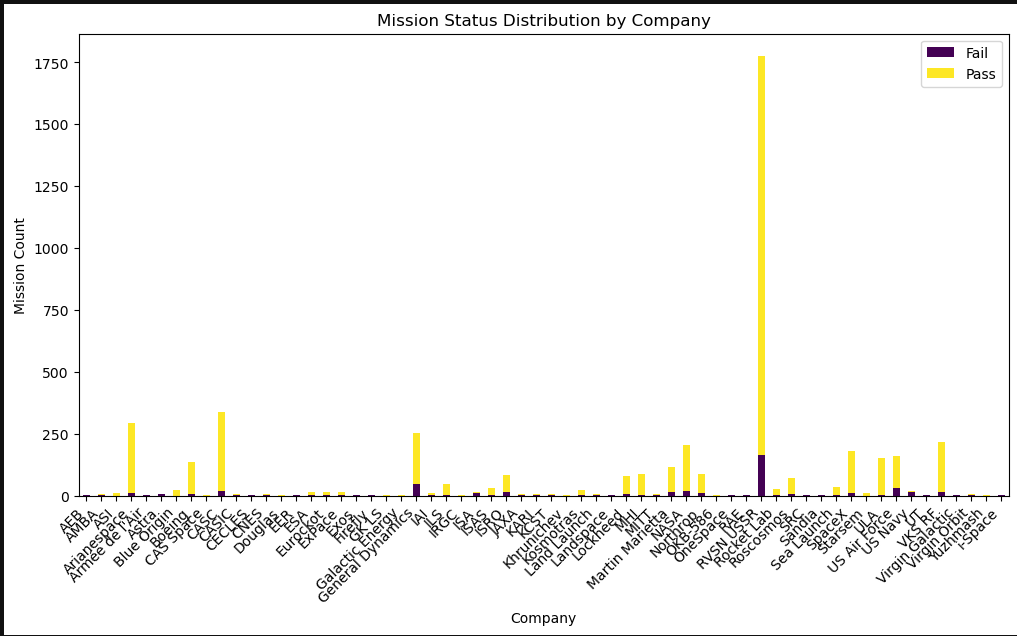 Mission Status Distribution by Company
Fail
Pass
1750
1500
1250
1000
750
500
250
0
Mission Count
AEB
AMBA
ASI
Arianespace
Armée de l'Air
Astra
Blue Origin
Boeing
CAS Space
CASC
CASIC
CECLES
CNES
Douglas
EER
ESA
Eurockot
ExPace
Exos
Firefly
GK LS
Galactic Energy
General Dynamics
IAI
ILS
IRGC
ISA
ISAS
ISRO
JAXA
KARI
KCST
Khrunichev
Kosmotras
Land Launch
Landspace
Lockheed
MHI
MITT
Martin Marietta
NASA
Northrop
OKB-586
OneSpace
RAE
RVSN USSR
Rocket Lab
Roscosmos
SRC
Sandia
Sea Launch
SpaceX
Starsem
ULA
US Air Force
US Navy
UT
VKS RF
Virgin Galactic
Virgin Orbit
Yuzhmash
i-Space
Company